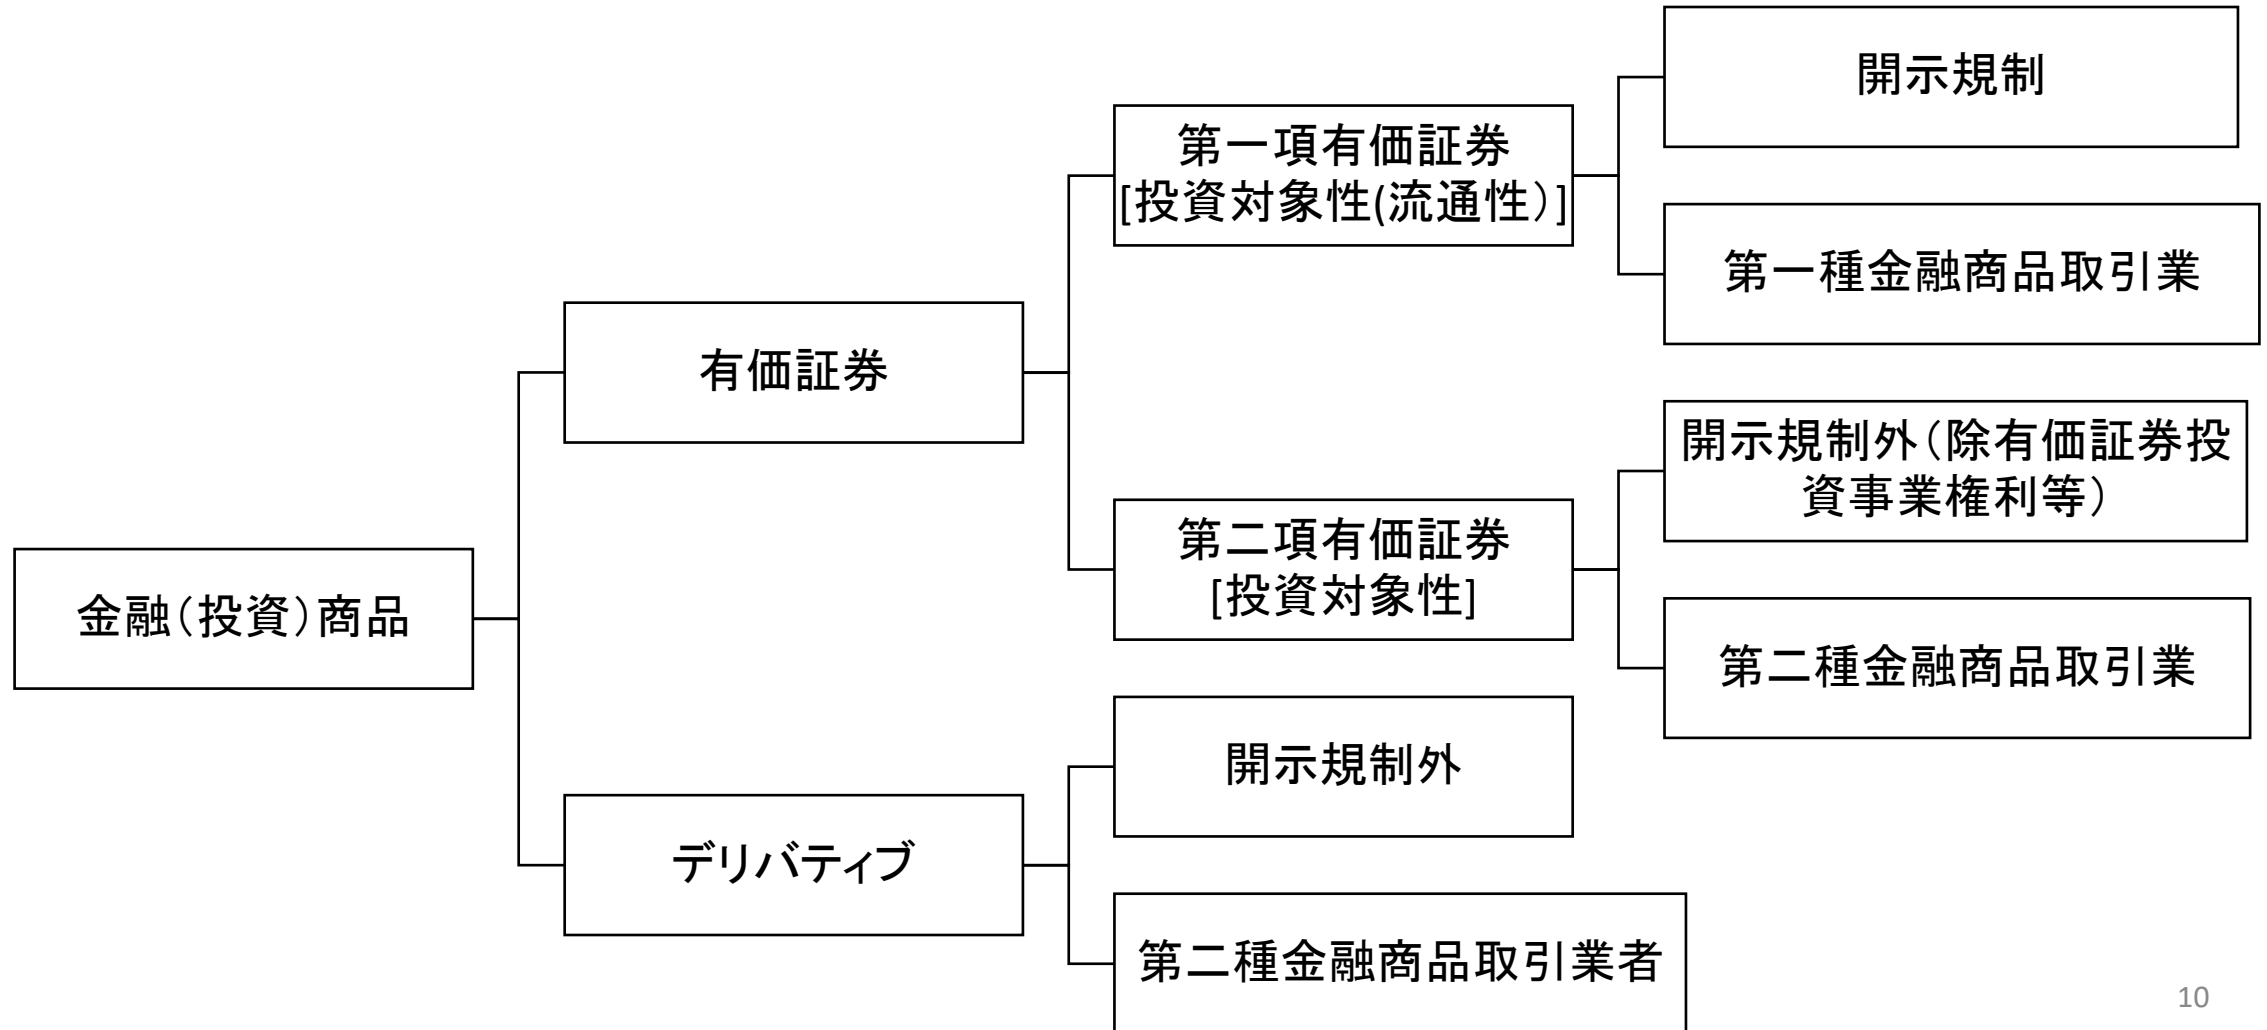 開示規制
第一項有価証券
[投資対象性(流通性）]
第一種金融商品取引業
有価証券
開示規制外（除有価証券投
資事業権利等）
第二項有価証券
[投資対象性]
金融（投資）商品
第二種金融商品取引業
開示規制外
デリバティブ
第二種金融商品取引業者
10